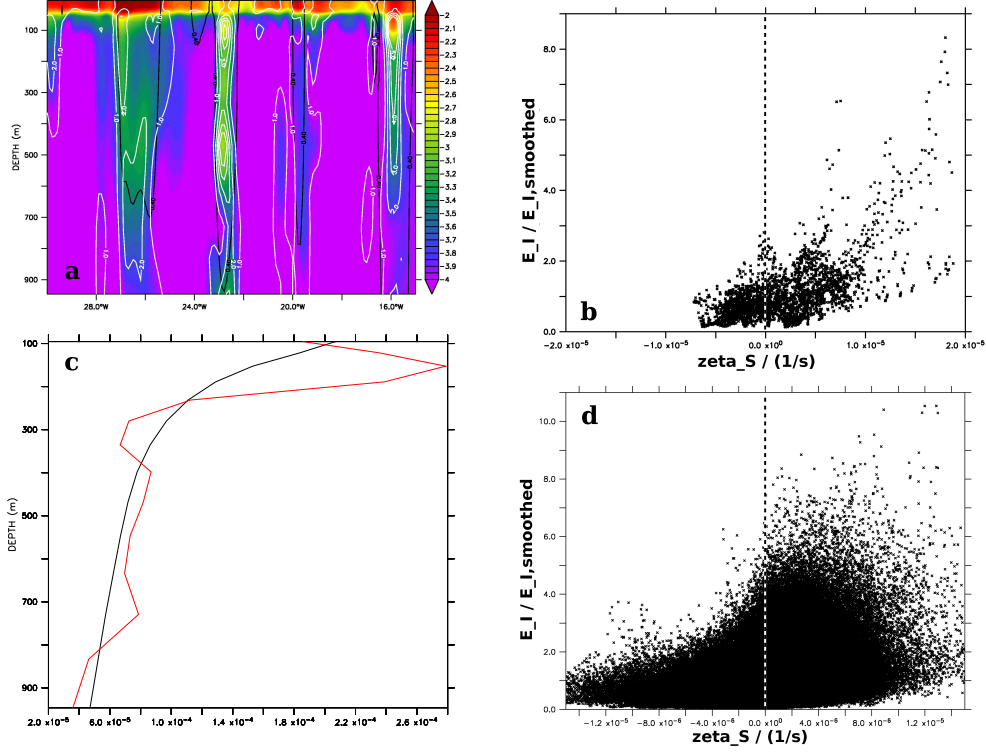 a
DEPTH (m)
100
300
500
700
900
28.0°W
24.0°W
20.0°W
16.0°W
-2
-2.1
-2.2
-2.3
-2.4
-2.5
-2.6
-2.7
-2.8
-2.9
-3
-3.1
-3.2
-3.3
-3.4
-3.5
-3.6
-3.7
-3.8
-3.9
-4
b
E_I / E_I,smoothed
8.0
6.0
4.0
2.0
0.0
-2.0 x10⁻⁵
-1.0 x10⁻⁵
0.0 x10⁰
1.0 x10⁻⁵
2.0 x10⁻⁵
zeta_S / (1/s)
c
DEPTH (m)
100
300
500
700
900
2.0 x10⁻⁵
6.0 x10⁻⁵
1.0 x10⁻⁴
1.4 x10⁻⁴
1.8 x10⁻⁴
2.2 x10⁻⁴
2.6 x10⁻⁴
d
E_I / E_I,smoothed
10.0
8.0
6.0
4.0
2.0
0.0
-1.2 x10⁻⁵
-8.0 x10⁻⁶
-4.0 x10⁻⁶
0.0 x10⁰
4.0 x10⁻⁶
8.0 x10⁻⁶
1.2 x10⁻⁵
zeta_S / (1/s)